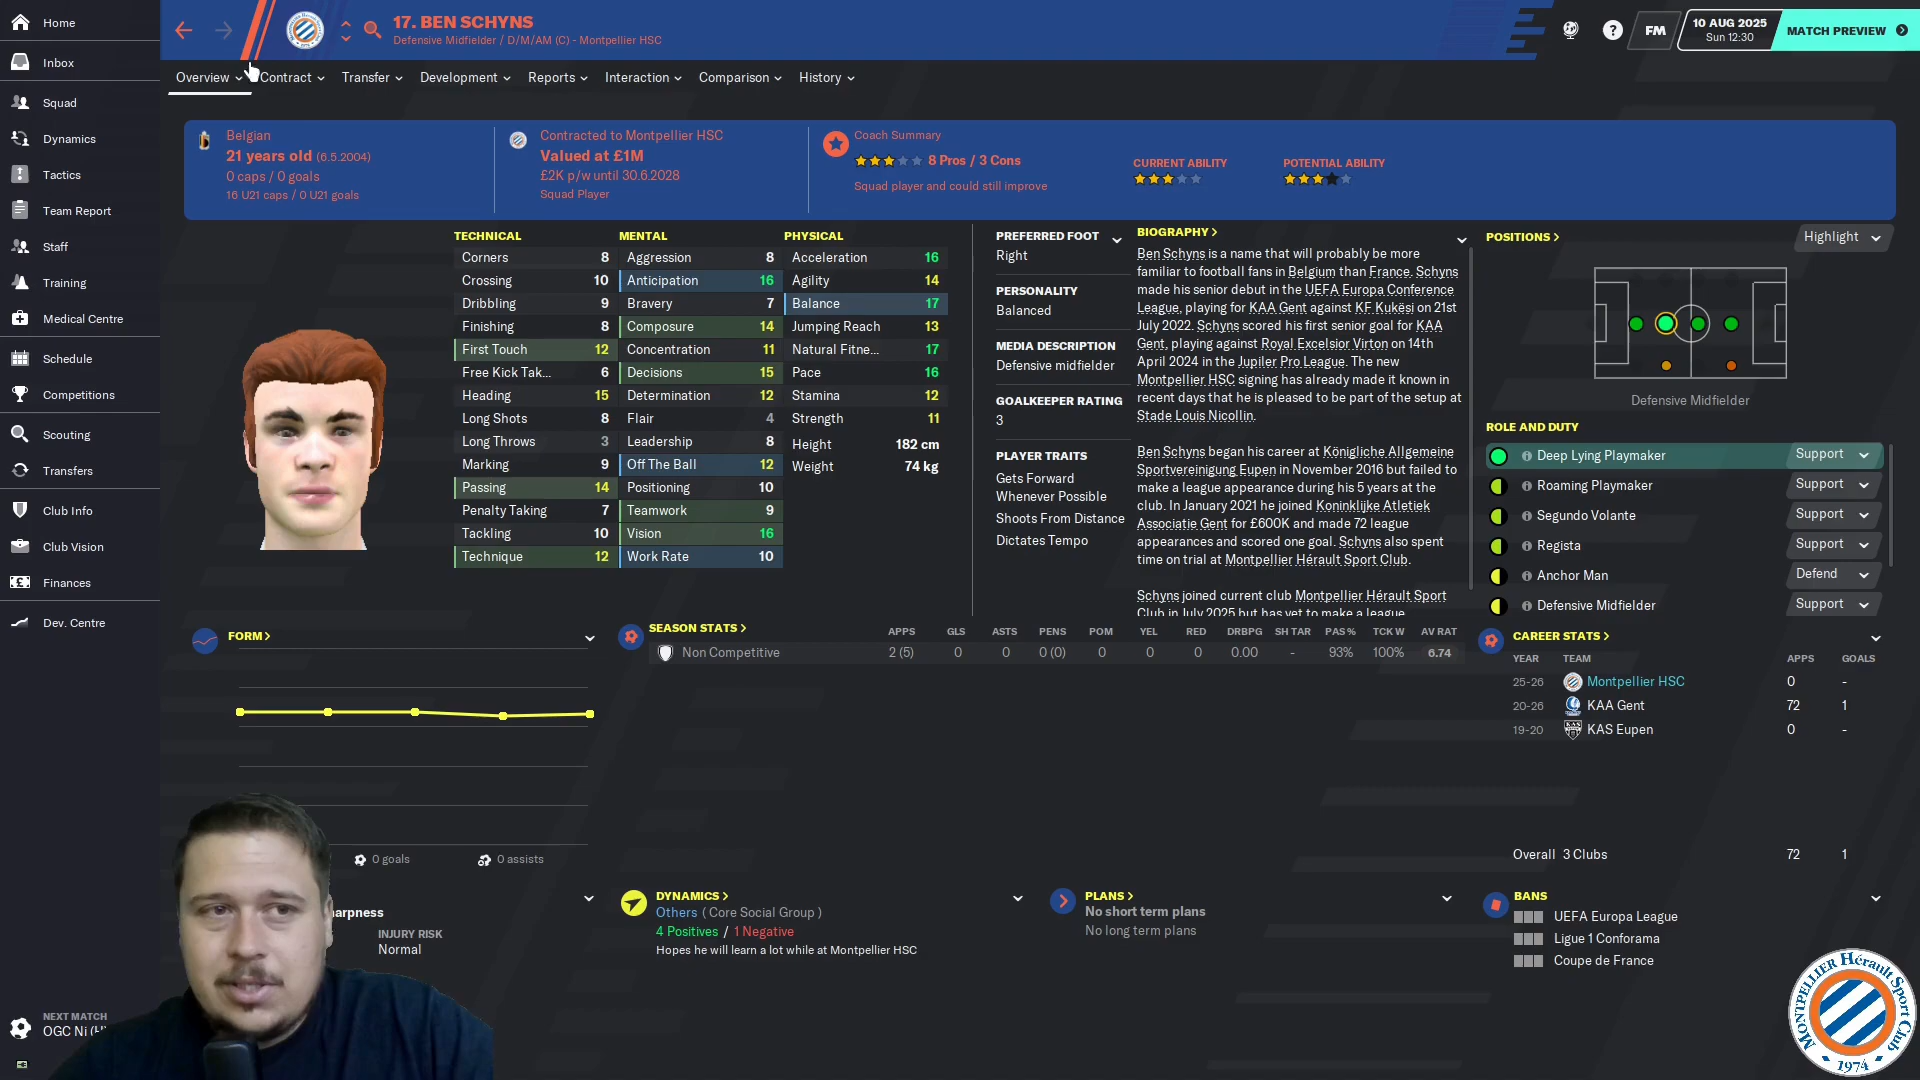 Home
Inbox
Squad
Dynamics
Tactics
Team Report
Staff
Training
Medical Centre
Schedule
Competitions
Scouting
Transfers
Club Info
Club Vision
Finances
Dev. Centre
NEXT MATCH
OGC Ni (H)
17. BEN SCHYNS
Defensive Midfielder / D/M/AM (C) - Montpellier HSC
FM
10 AUG 2025
Sun 12:30
MATCH PREVIEW
Overview Contract Transfer Development Reports Interaction Comparison History
Belgian
21 years old (6.5.2004)
0 caps / 0 goals
16 U21 caps / 0 U21 goals
Contracted to Montpellier HSC
Valued at £1M
£2K p/w until 30.6.2028
Squad Player
Coach Summary
8 Pros / 3 Cons
Squad player and could still improve
CURRENT ABILITY
POTENTIAL ABILITY
TECHNICAL
Corners 8
Crossing 10
Dribbling 9
Finishing 8
First Touch 12
Free Kick Tak... 6
Heading 15
Long Shots 8
Long Throws 3
Marking 9
Passing 14
Penalty Taking 7
Tackling 10
Technique 12
MENTAL
Aggression 8
Anticipation 16
Bravery 7
Composure 14
Concentration 11
Decisions 15
Determination 12
Flair 4
Leadership 8
Off The Ball 12
Positioning 10
Teamwork 9
Vision 16
Work Rate 10
PHYSICAL
Acceleration 16
Agility 14
Balance 17
Jumping Reach 13
Natural Fitne... 17
Pace 16
Stamina 12
Strength 11
Height 182 cm
Weight 74 kg
PREFERRED FOOT
Right
PERSONALITY
Balanced
MEDIA DESCRIPTION
Defensive midfielder
GOALKEEPER RATING
3
PLAYER TRAITS
Gets Forward
Whenever Possible
Shoots From Distance
Dictates Tempo
BIOGRAPHY >
Ben Schyns is a name that will probably be more
familiar to football fans in Belgium than France. Schyns
made his senior debut in the UEFA Europa Conference
League, playing for KAA Gent against KF Kukësi on 21st
July 2022. Schyns scored his first senior goal for KAA
Gent, playing against Royal Excelsior Virton on 14th
April 2024 in the Jupiler Pro League. The new
Montpellier HSC signing has already made it known in
recent days that he is pleased to be part of the setup at
Stade Louis Nicollin.
Ben Schyns began his career at Königliche Allgemeine
Sportvereinigung Eupen in November 2016 but failed to
make a league appearance during his 5 years at the
club. In January 2021 he joined Koninklijke Atletiek
Associatie Gent for £600K and made 72 league
appearances and scored one goal. Schyns also spent
time on trial at Montpellier Hérault Sport Club.
Schyns joined current club Montpellier Hérault Sport
Club in July 2025 but has yet to make a league
POSITIONS >
Highlight
Defensive Midfielder
ROLE AND DUTY
Deep Lying Playmaker Support
Roaming Playmaker Support
Segundo Volante Support
Regista Support
Anchor Man Defend
Defensive Midfielder Support
FORM >
0 goals
0 assists
harpness
INJURY RISK
Normal
SEASON STATS > APPS GLS ASTS PENS POM YEL RED DRBPG SH TAR PAS % TCK W AV RAT
Non Competitive 2 (5) 0 0 0 (0) 0 0 0 0.00 - 93% 100% 6.74
CAREER STATS >
YEAR TEAM APPS GOALS
25-26 Montpellier HSC 0 -
20-26 KAA Gent 72 1
19-20 KAS Eupen 0 -
Overall 3 Clubs 72 1
DYNAMICS >
Others ( Core Social Group )
4 Positives / 1 Negative
Hopes he will learn a lot while at Montpellier HSC
PLANS >
No short term plans
No long term plans
BANS
UEFA Europa League
Ligue 1 Conforama
Coupe de France
MONTPELLIER Hérault Sport Club
1974